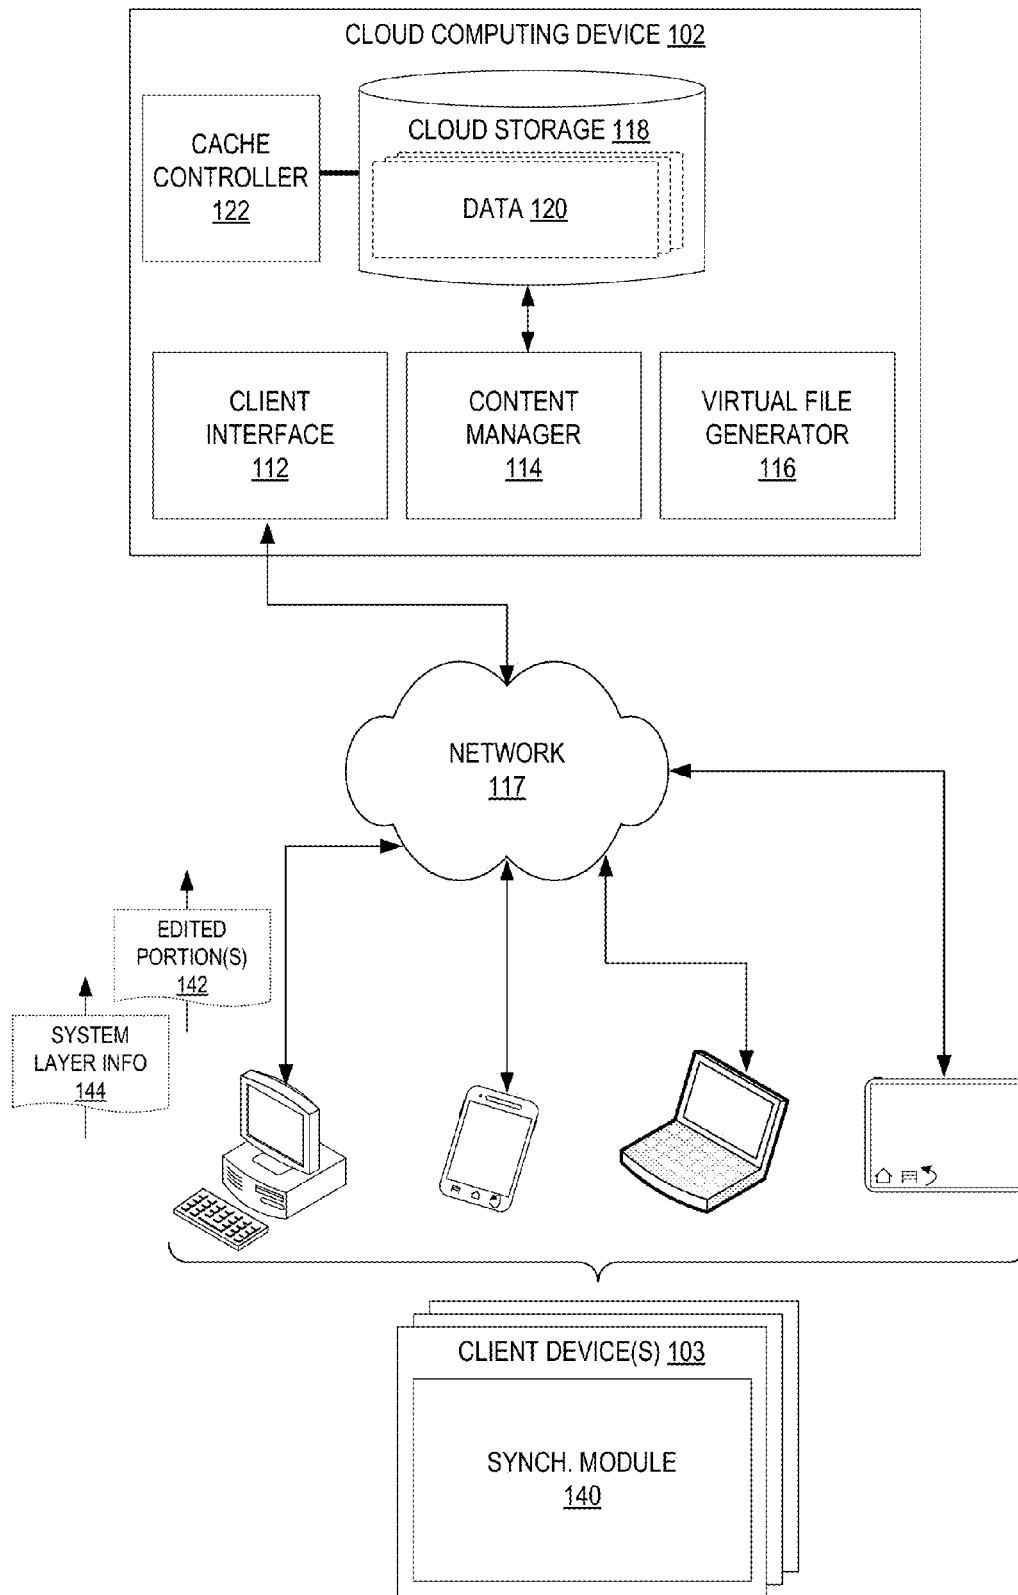 CLOUD COMPUTING DEVICE 102
CACHE
CONTROLLER
122
CLOUD STORAGE 118
DATA 120
CLIENT
INTERFACE
112
CONTENT
MANAGER
114
VIRTUAL FILE
GENERATOR
116
NETWORK
117
EDITED
PORTION(S)
142
SYSTEM
LAYER INFO
144
CLIENT DEVICE(S) 103
SYNCH. MODULE
140